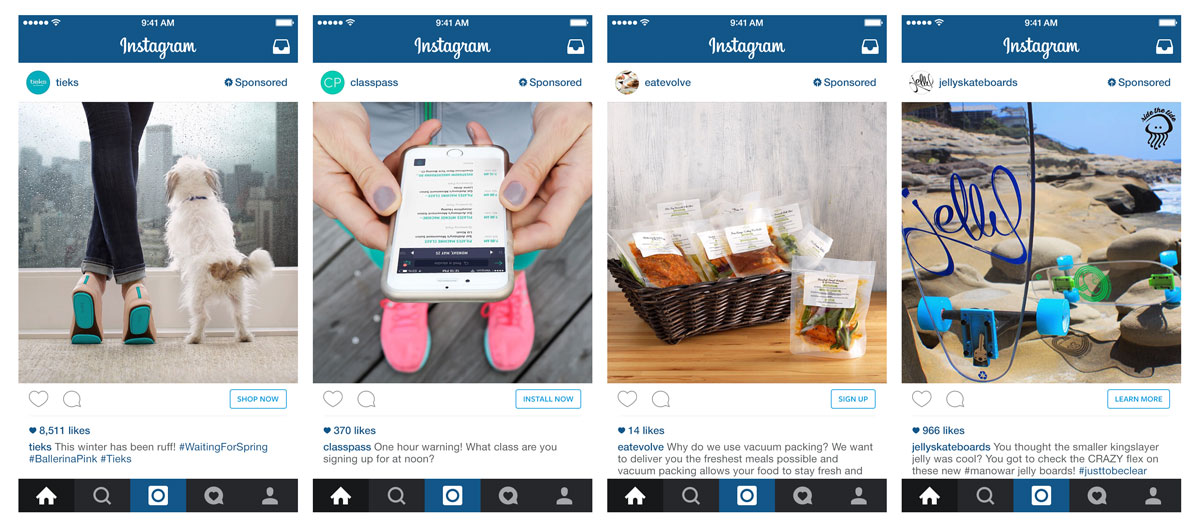 9:41 AM
Instagram
tieks
Sponsored
SHOP NOW
8,511 likes
tieks This winter has been ruff! #WaitingForSpring
#BallerinaPink #Tieks
9:41 AM
Instagram
CP
classpass
Sponsored
INSTALL NOW
370 likes
classpass One hour warning! What class are you
signing up for at noon?
9:41 AM
Instagram
eatevolve
Sponsored
SIGN UP
14 likes
eatevolve Why do we use vacuum packing? We want
to deliver you the freshest meals possible and
vacuum packing allows your food to stay fresh and
9:41 AM
Instagram
jelly
jellyskateboards
Sponsored
ride the tide
jelly
LEARN MORE
966 likes
jellyskateboards You thought the smaller kingslayer
jelly was cool? You got to check the CRAZY flex on
these new #manowar jelly boards! #justtobeclear